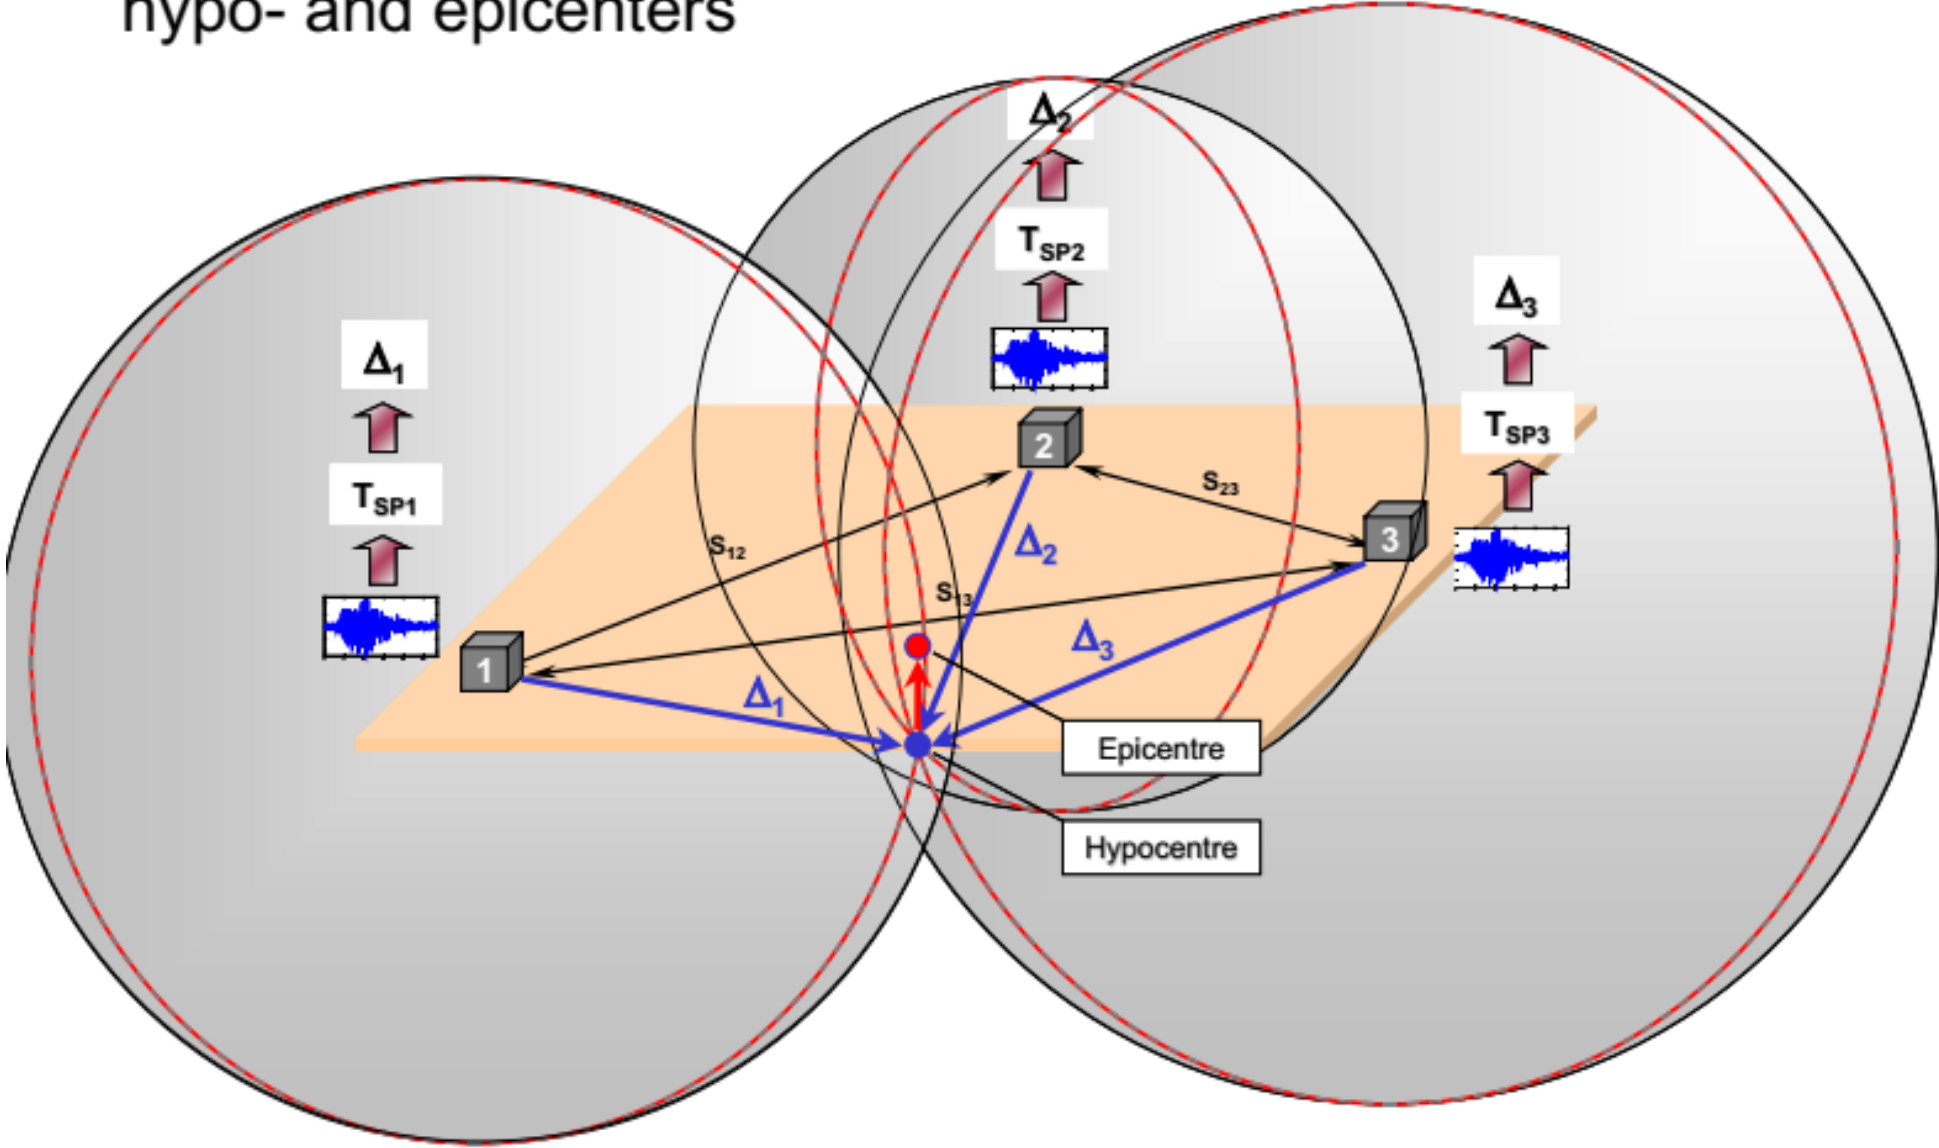 hypo- and epicenters
Δ2
TSP2
Δ3
Δ1
TSP3
TSP1
2
S23
3
S12
Δ2
S13
1
Δ3
Δ1
Epicentre
Hypocentre